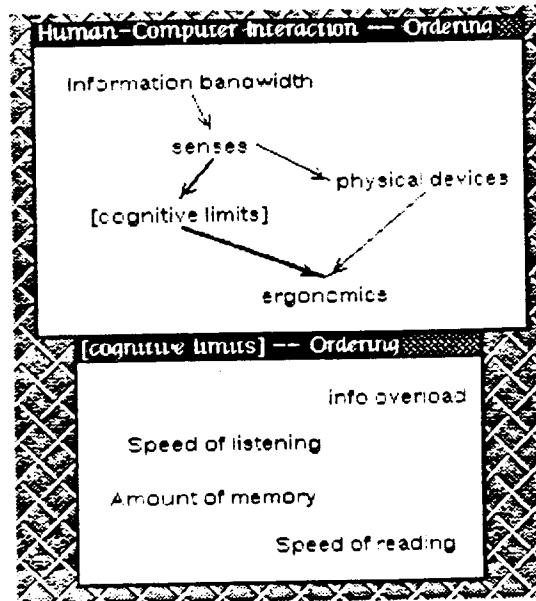 Human-Computer Interaction -- Ordering
Information bandwidth
senses
physical devices
[cognitive limits]
ergonomics
[cognitive limits] -- Ordering
info overload
Speed of listening
Amount of memory
Speed of reading